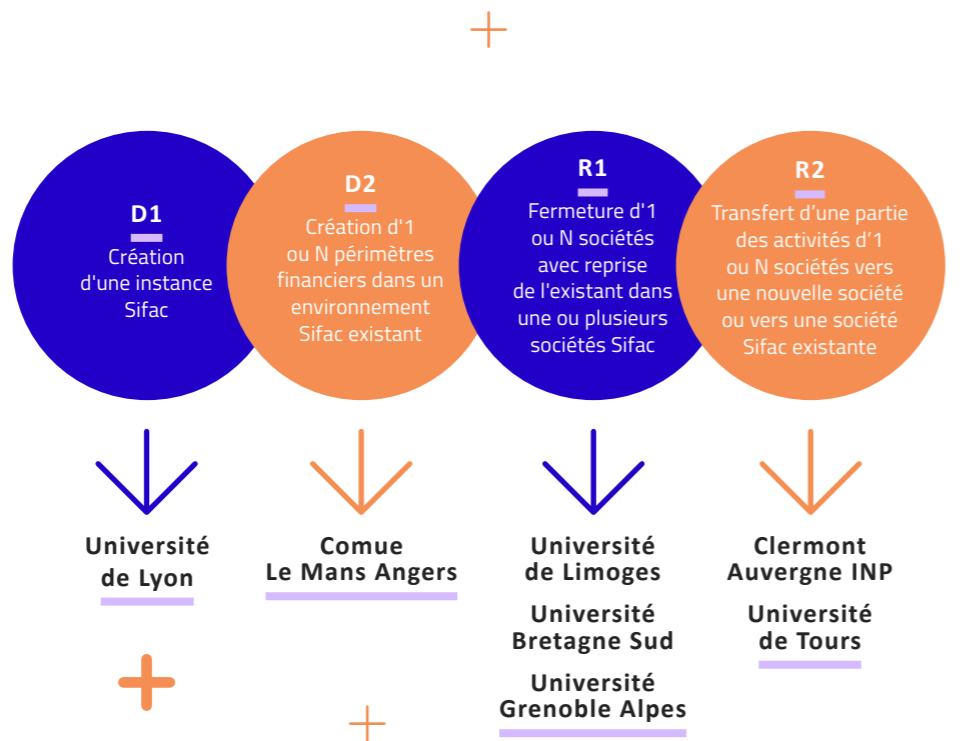 D1
Création
d'une instance
Sifac
D2
Création d'1
ou N périmètres
financiers dans un
environnement
Sifac existant
R1
Fermeture d'1
ou N sociétés
avec reprise
de l'existant dans
une ou plusieurs
sociétés Sifac
R2
Transfert d’une partie
des activités d’1
ou N sociétés vers
une nouvelle société
ou vers une société
Sifac existante
Université
de Lyon
Comue
Le Mans Angers
Université
de Limoges
Université
Bretagne Sud
Université
Grenoble Alpes
Clermont
Auvergne INP
Université
de Tours